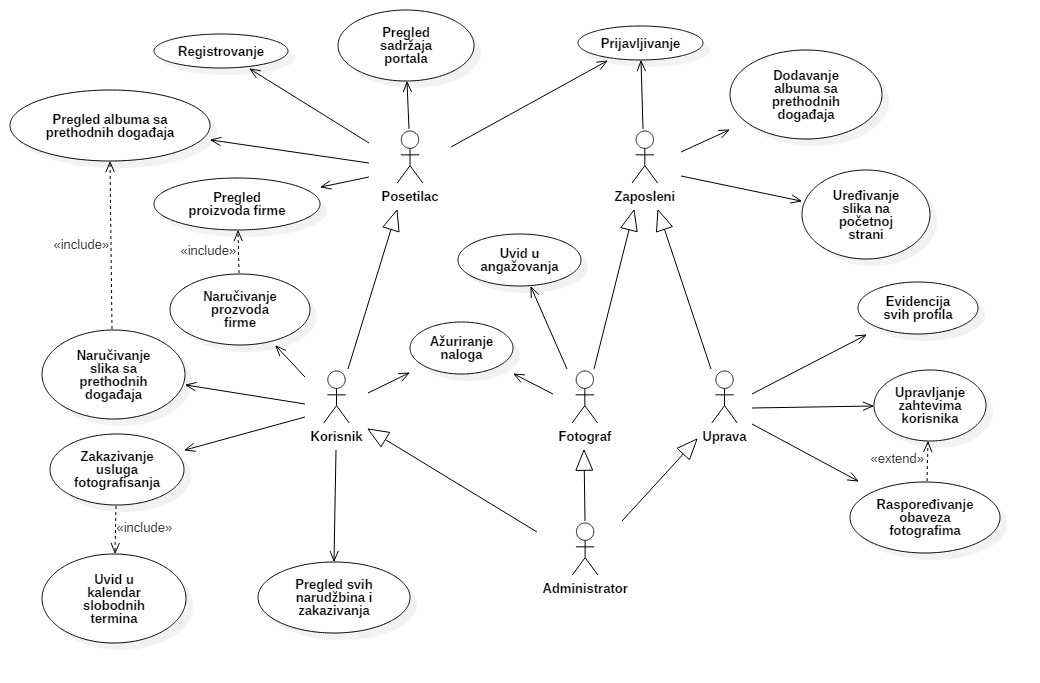 Registrovanje
Pregled
sadržaja
portala
Prijavljivanje
Dodavanje
albuma sa
prethodnih
događaja
Pregled albuma sa
prethodnih događaja
Posetilac
Zaposleni
Pregled
proizvoda firme
Uređivanje
slika na
početnoj
strani
«include»
«include»
Uvid u
angažovanja
Naručivanje
prozvoda
firme
Evidencija
svih profila
Ažuriranje
naloga
Naručivanje
slika sa
prethodnih
događaja
Upravljanje
zahtevima
korisnika
Korisnik
Fotograf
Uprava
Zakazivanje
usluga
fotografisanja
«extend»
Raspoređivanje
obaveza
fotografima
«include»
Uvid u
kalendar
slobodnih
termina
Pregled svih
narudžbina i
zakazivanja
Administrator